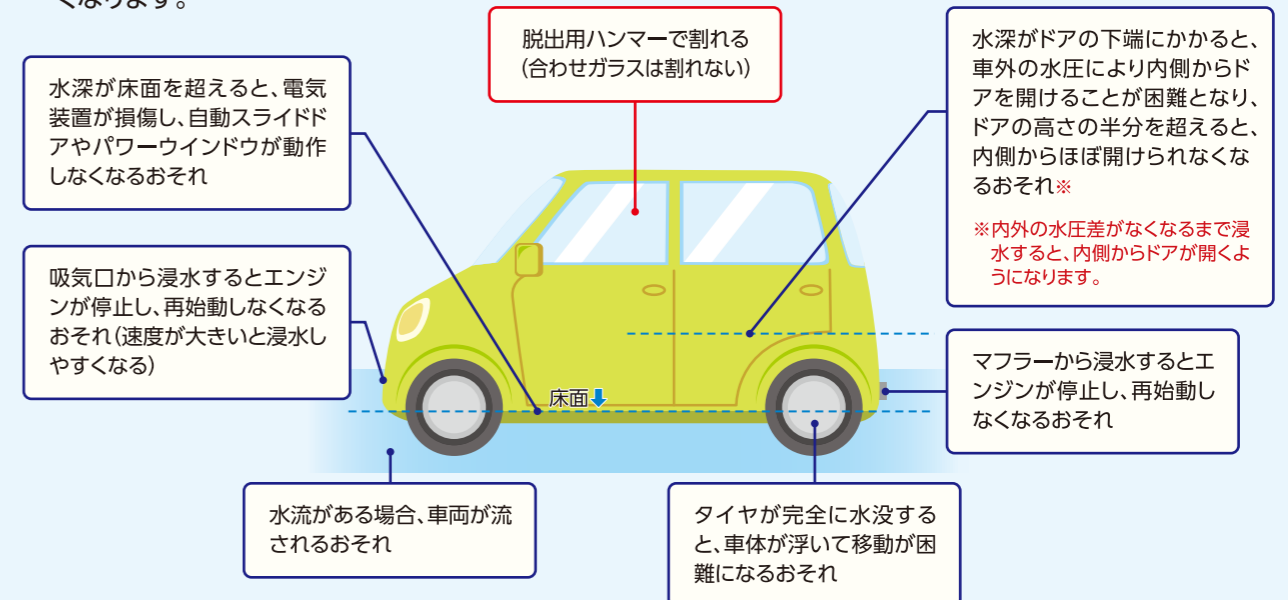 くなります。
脱出用ハンマーで割れる
(合わせガラスは割れない)
水深がドアの下端にかかると、
車外の水圧により内側からド
アを開けることが困難となり、
ドアの高さの半分を超えると、
内側からほぼ開けられなくな
るおそれ※
※内外の水圧差がなくなるまで浸
水すると、内側からドアが開くよ
うになります。
水深が床面を超えると、電気
装置が損傷し、自動スライドド
アやパワーウインドウが動作
しなくなるおそれ
吸気口から浸水するとエンジ
ンが停止し、再始動しなくなる
おそれ(速度が大きいと浸水し
やすくなる)
マフラーから浸水するとエ
ンジンが停止し、再始動し
なくなるおそれ
床面
水流がある場合、車両が流
されるおそれ
タイヤが完全に水没する
と、車体が浮いて移動が困
難になるおそれ